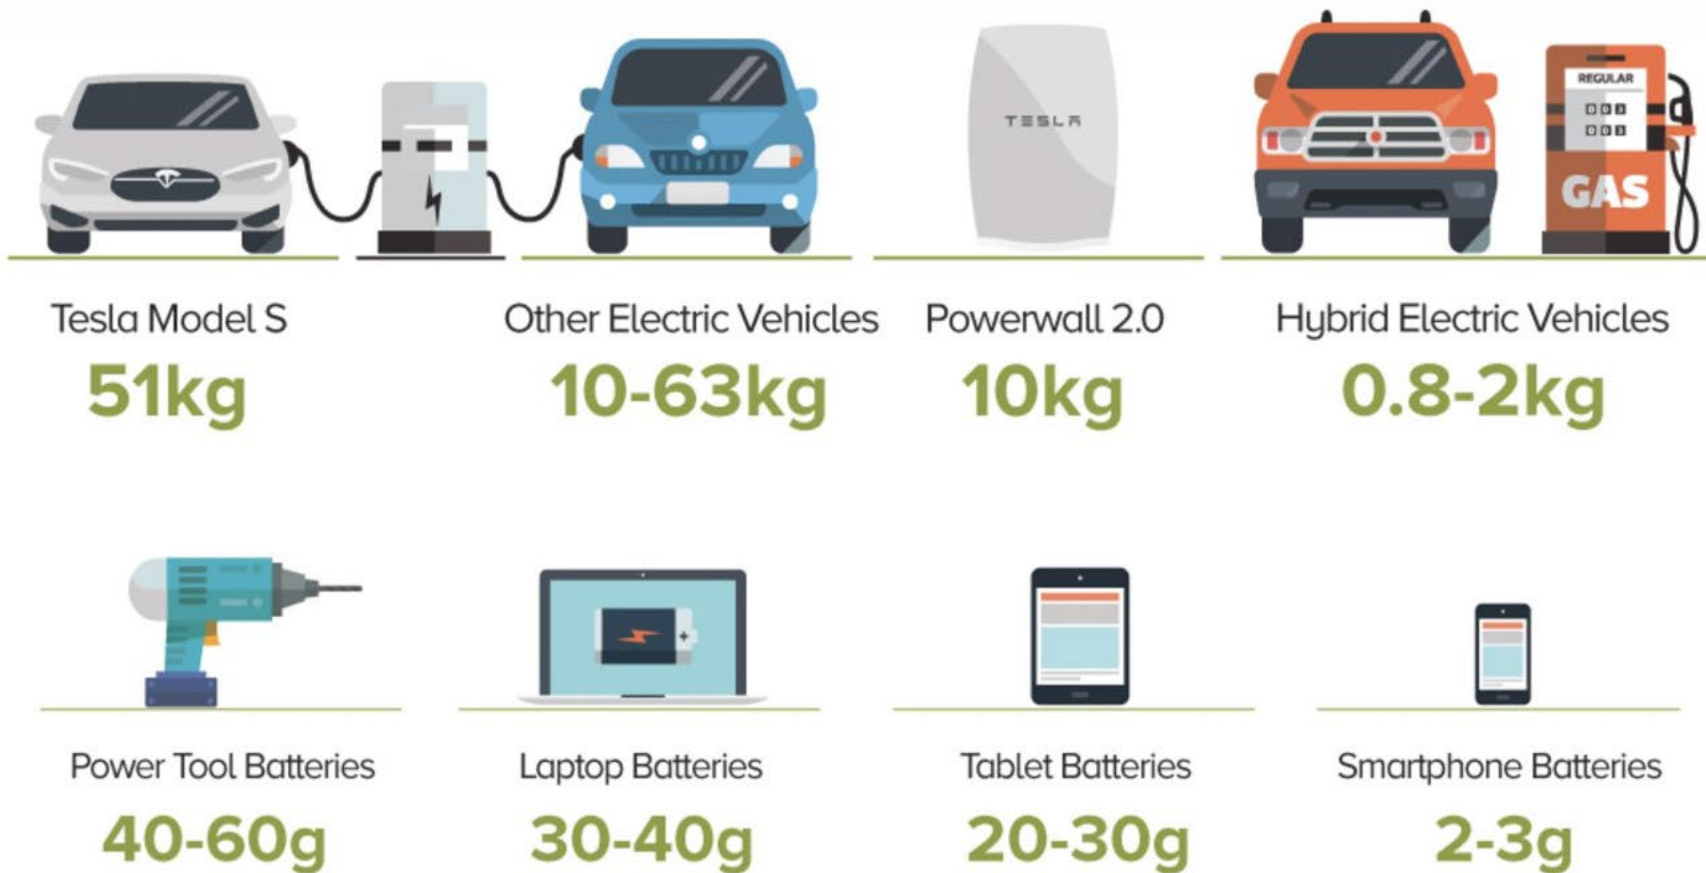 TESLA
REGULAR
003
003
GAS
Tesla Model S
Other Electric Vehicles
Powerwall 2.0
Hybrid Electric Vehicles
51kg
10-63kg
10kg
0.8-2kg
Power Tool Batteries
Laptop Batteries
Tablet Batteries
Smartphone Batteries
40-60g
30-40g
20-30g
2-3g